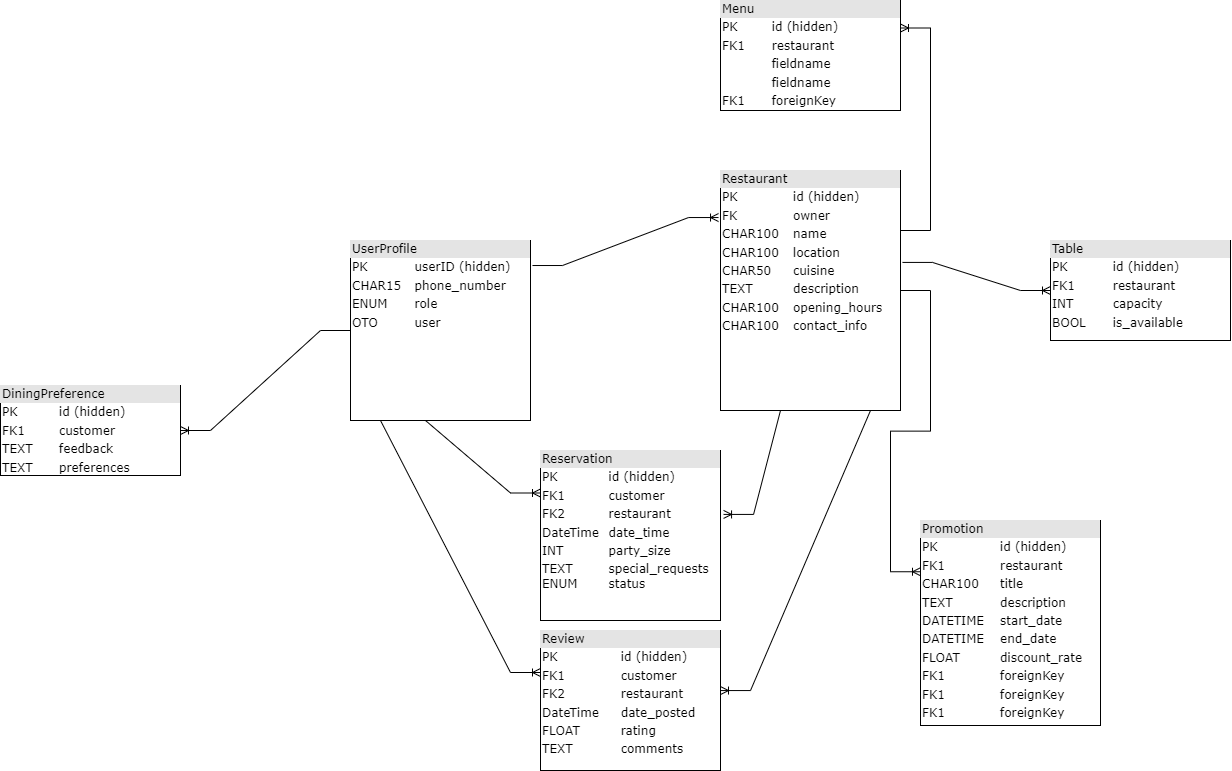 Menu
PK id (hidden)
FK1 restaurant
fieldname
fieldname
FK1 foreignKey
Restaurant
PK id (hidden)
FK owner
CHAR100 name
CHAR100 location
CHAR50 cuisine
TEXT description
CHAR100 opening_hours
CHAR100 contact_info
UserProfile
PK userID (hidden)
CHAR15 phone_number
ENUM role
OTO user
Table
PK id (hidden)
FK1 restaurant
INT capacity
BOOL is_available
DiningPreference
PK id (hidden)
FK1 customer
TEXT feedback
TEXT preferences
Reservation
PK id (hidden)
FK1 customer
FK2 restaurant
DateTime date_time
INT party_size
TEXT special_requests
ENUM status
Promotion
PK id (hidden)
FK1 restaurant
CHAR100 title
TEXT description
DATETIME start_date
DATETIME end_date
FLOAT discount_rate
FK1 foreignKey
FK1 foreignKey
FK1 foreignKey
Review
PK id (hidden)
FK1 customer
FK2 restaurant
DateTime date_posted
FLOAT rating
TEXT comments